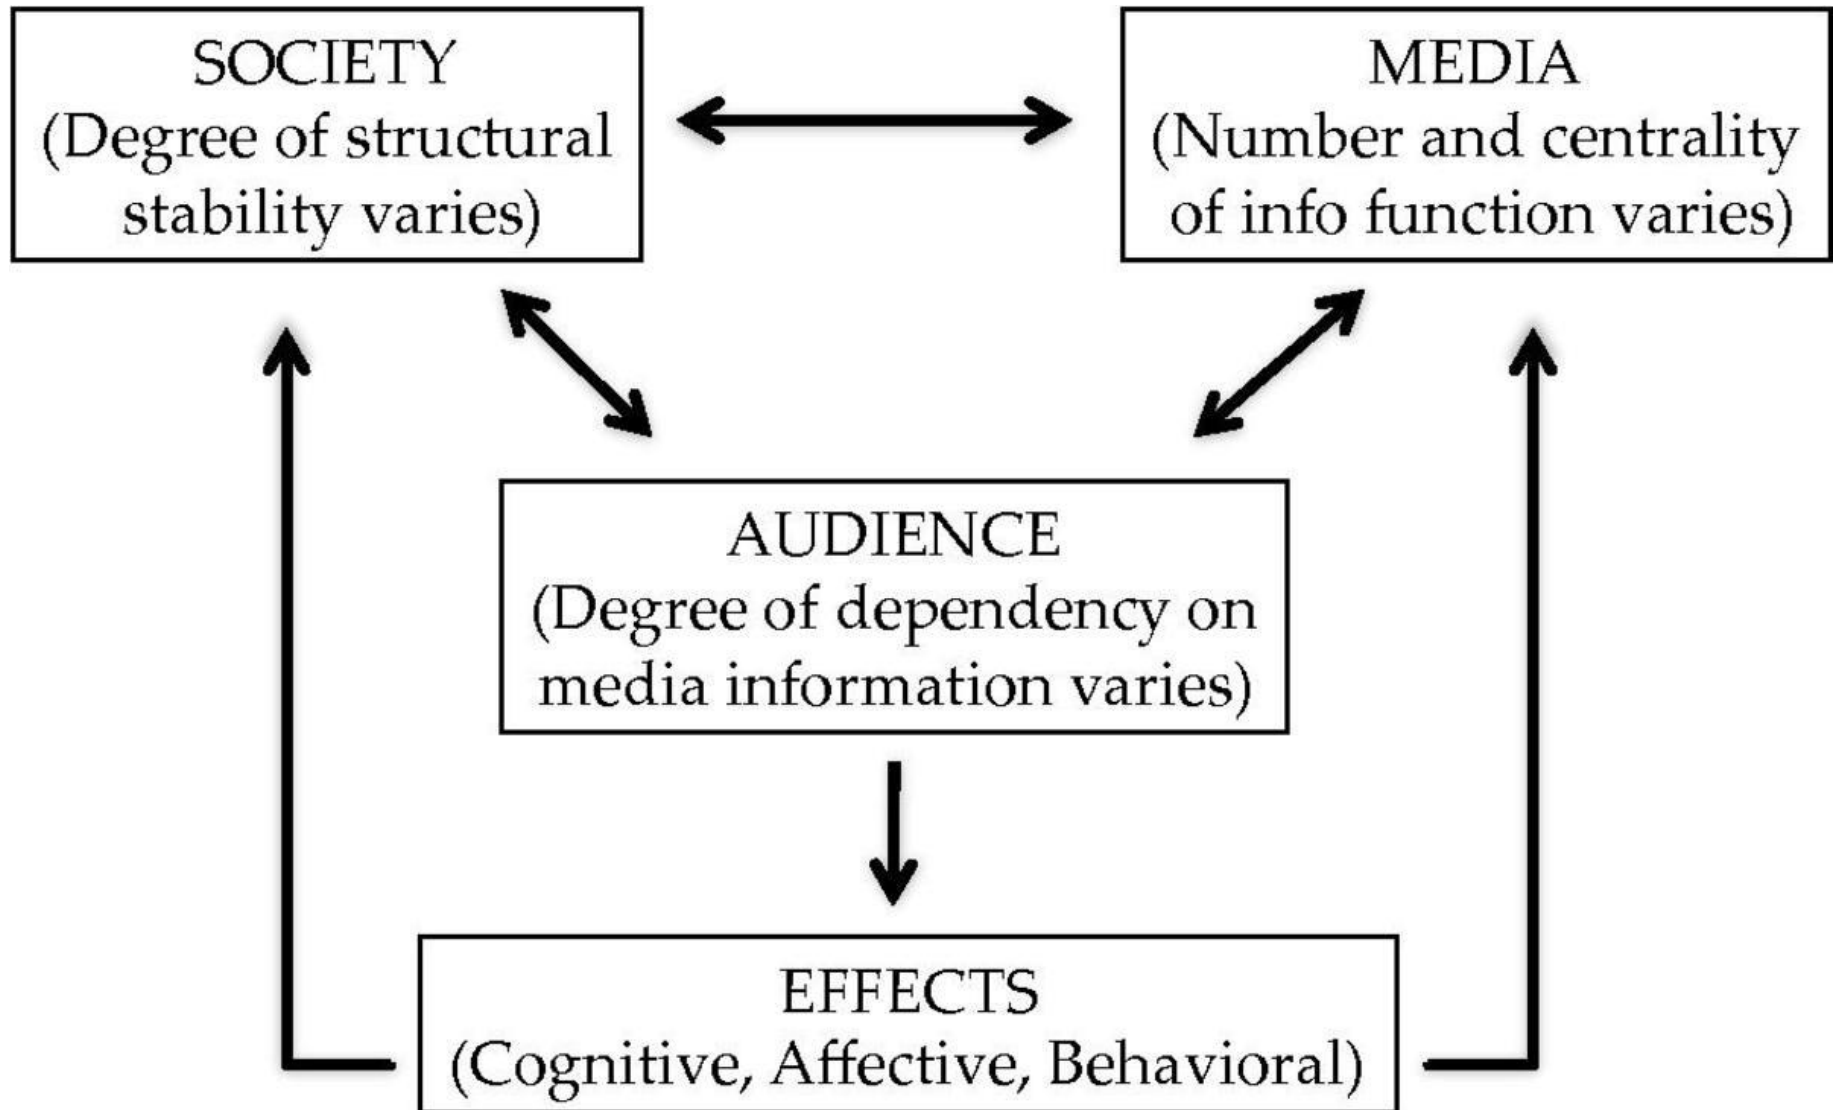 SOCIETY
(Degree of structural
stability varies)
MEDIA
(Number and centrality
of info function varies)
AUDIENCE
(Degree of dependency on
media information varies)
EFFECTS
(Cognitive, Affective, Behavioral)